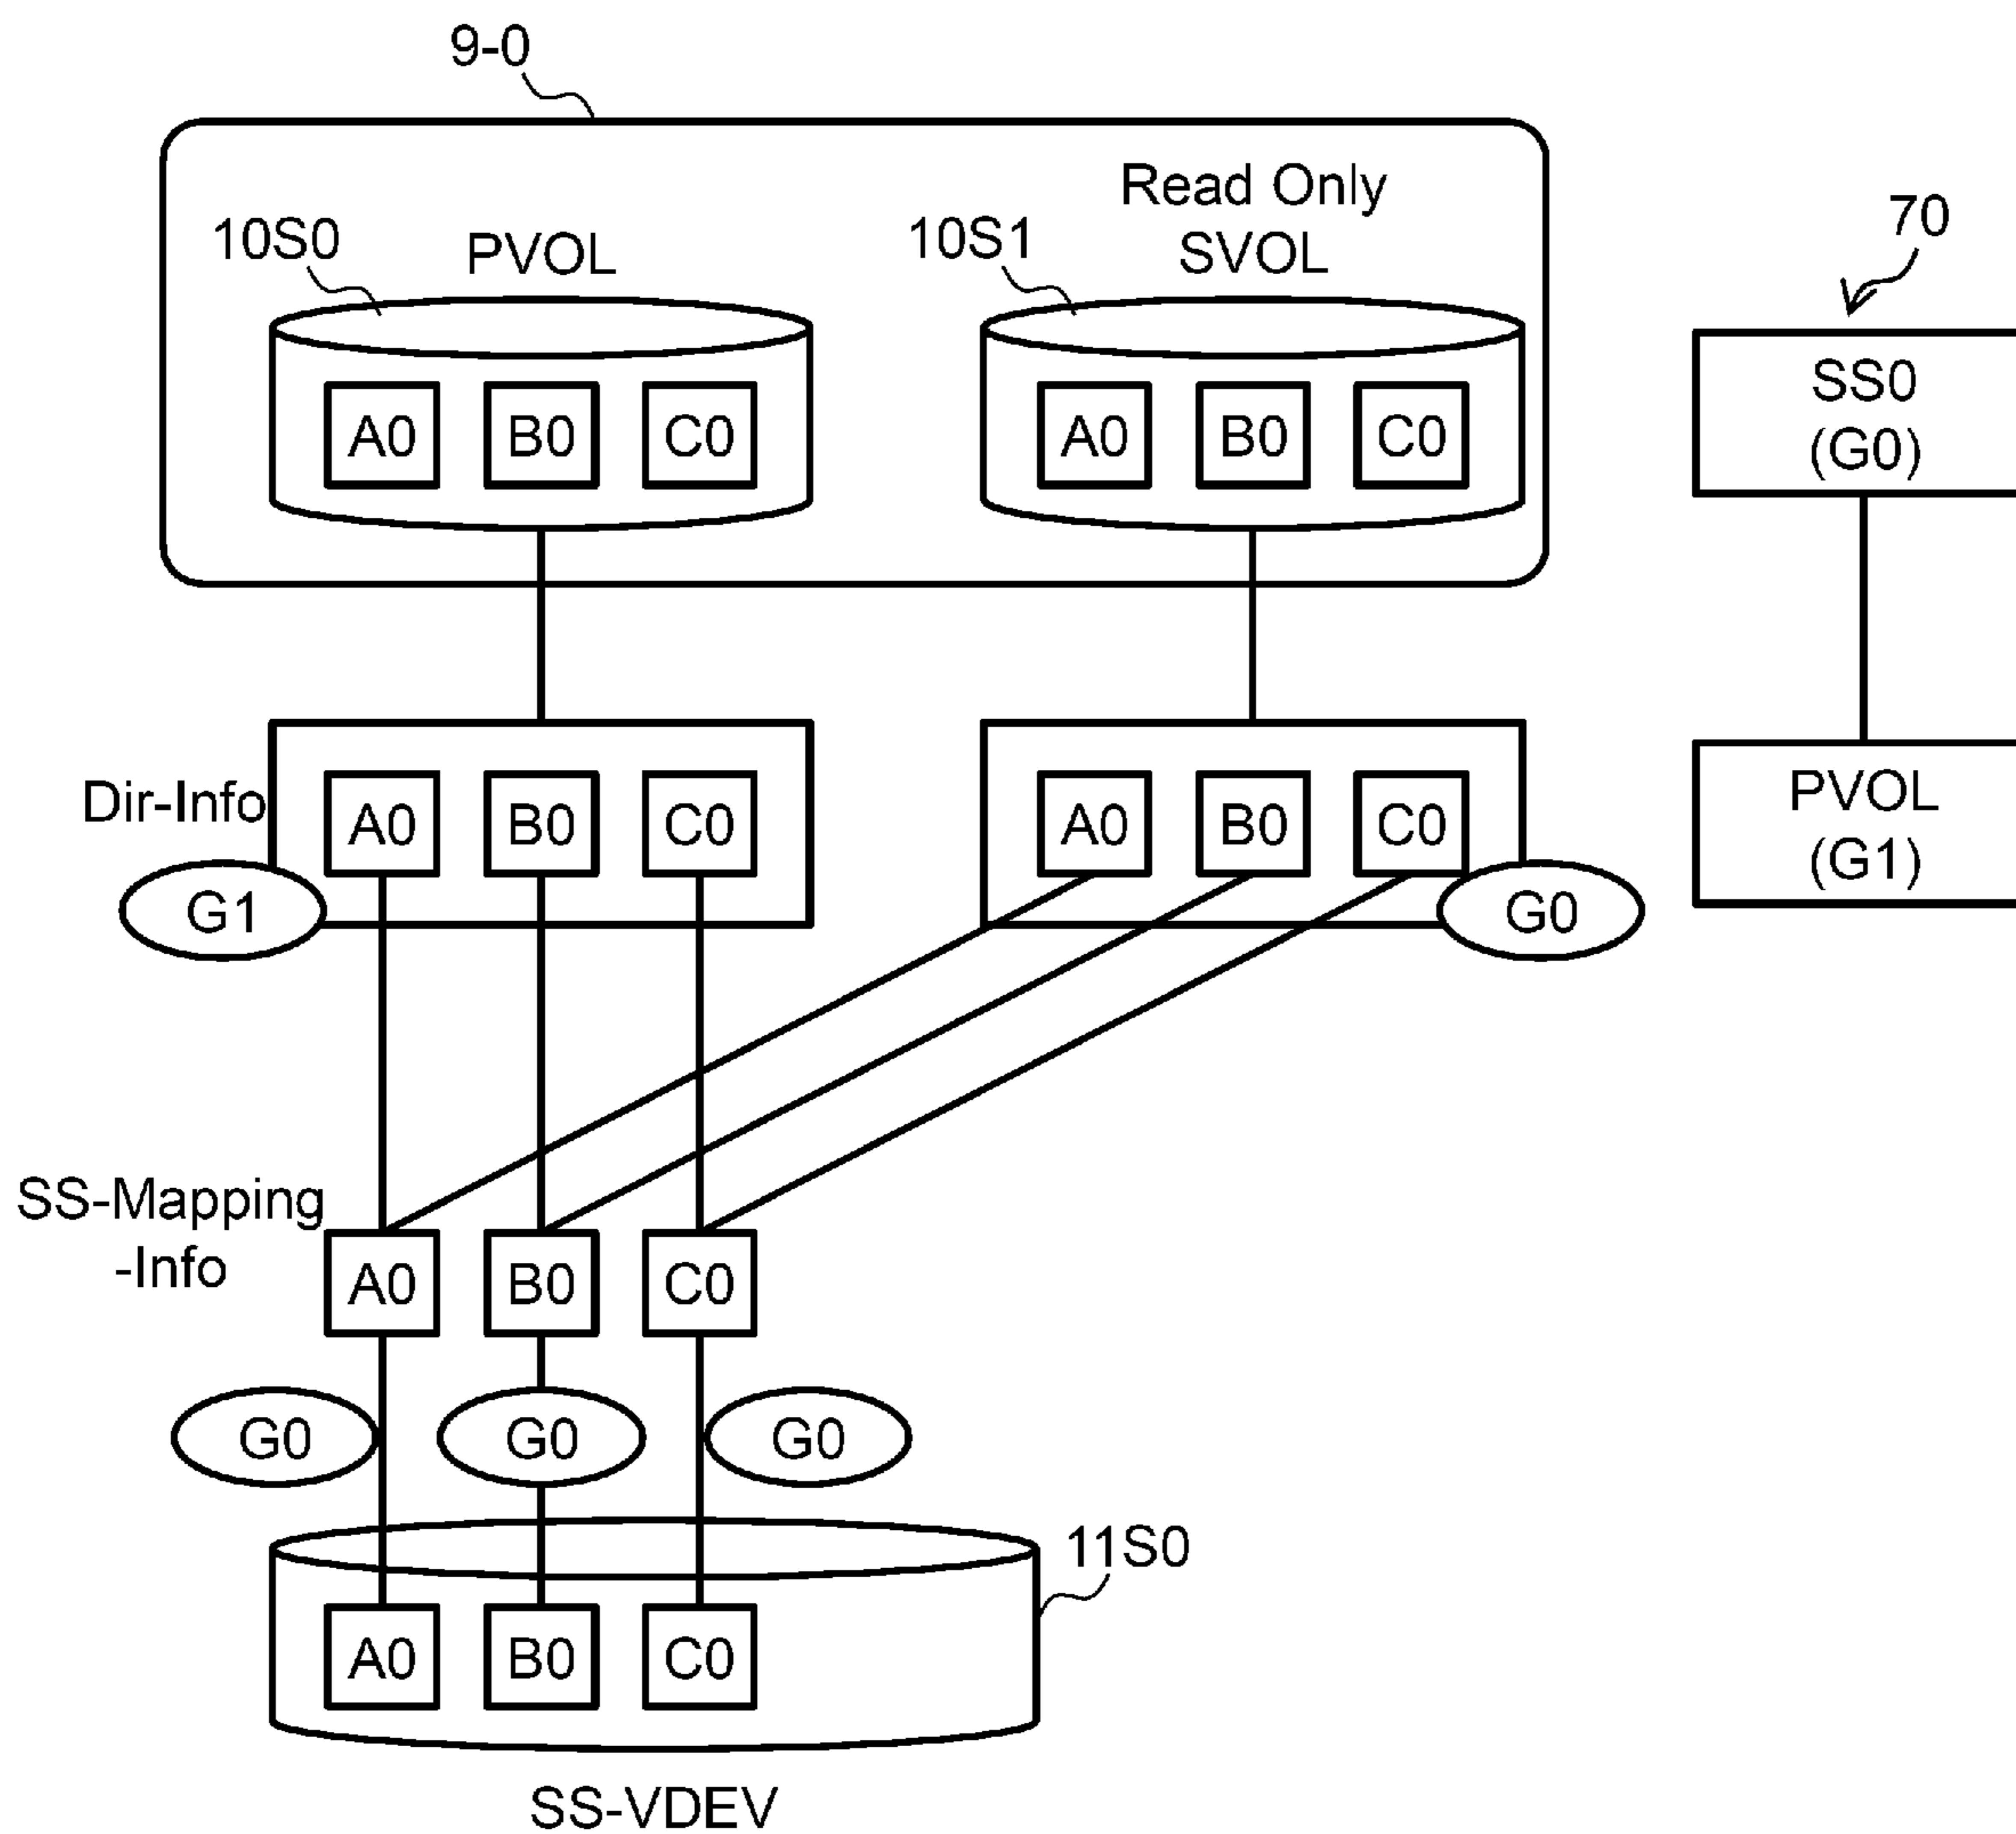 9-0
Read Only
10S0
PVOL
10S1
SVOL
70
A0 B0 C0
A0 B0 C0
SS0
(G0)
Dir-Info
A0 B0 C0
A0 B0 C0
PVOL
(G1)
G1
G0
SS-Mapping
-Info
A0 B0 C0
G0 G0 G0
11S0
A0 B0 C0
SS-VDEV